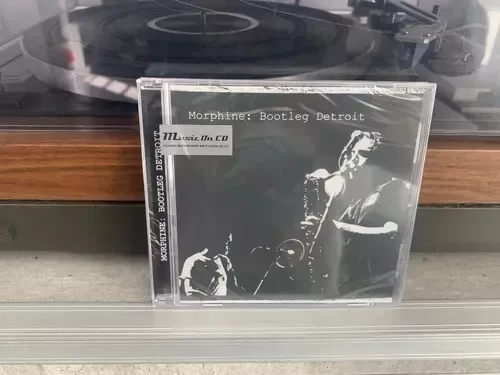 Morphine: Bootleg Detroit
Music On CD
MORPHINE: BOOTLEG DETROIT